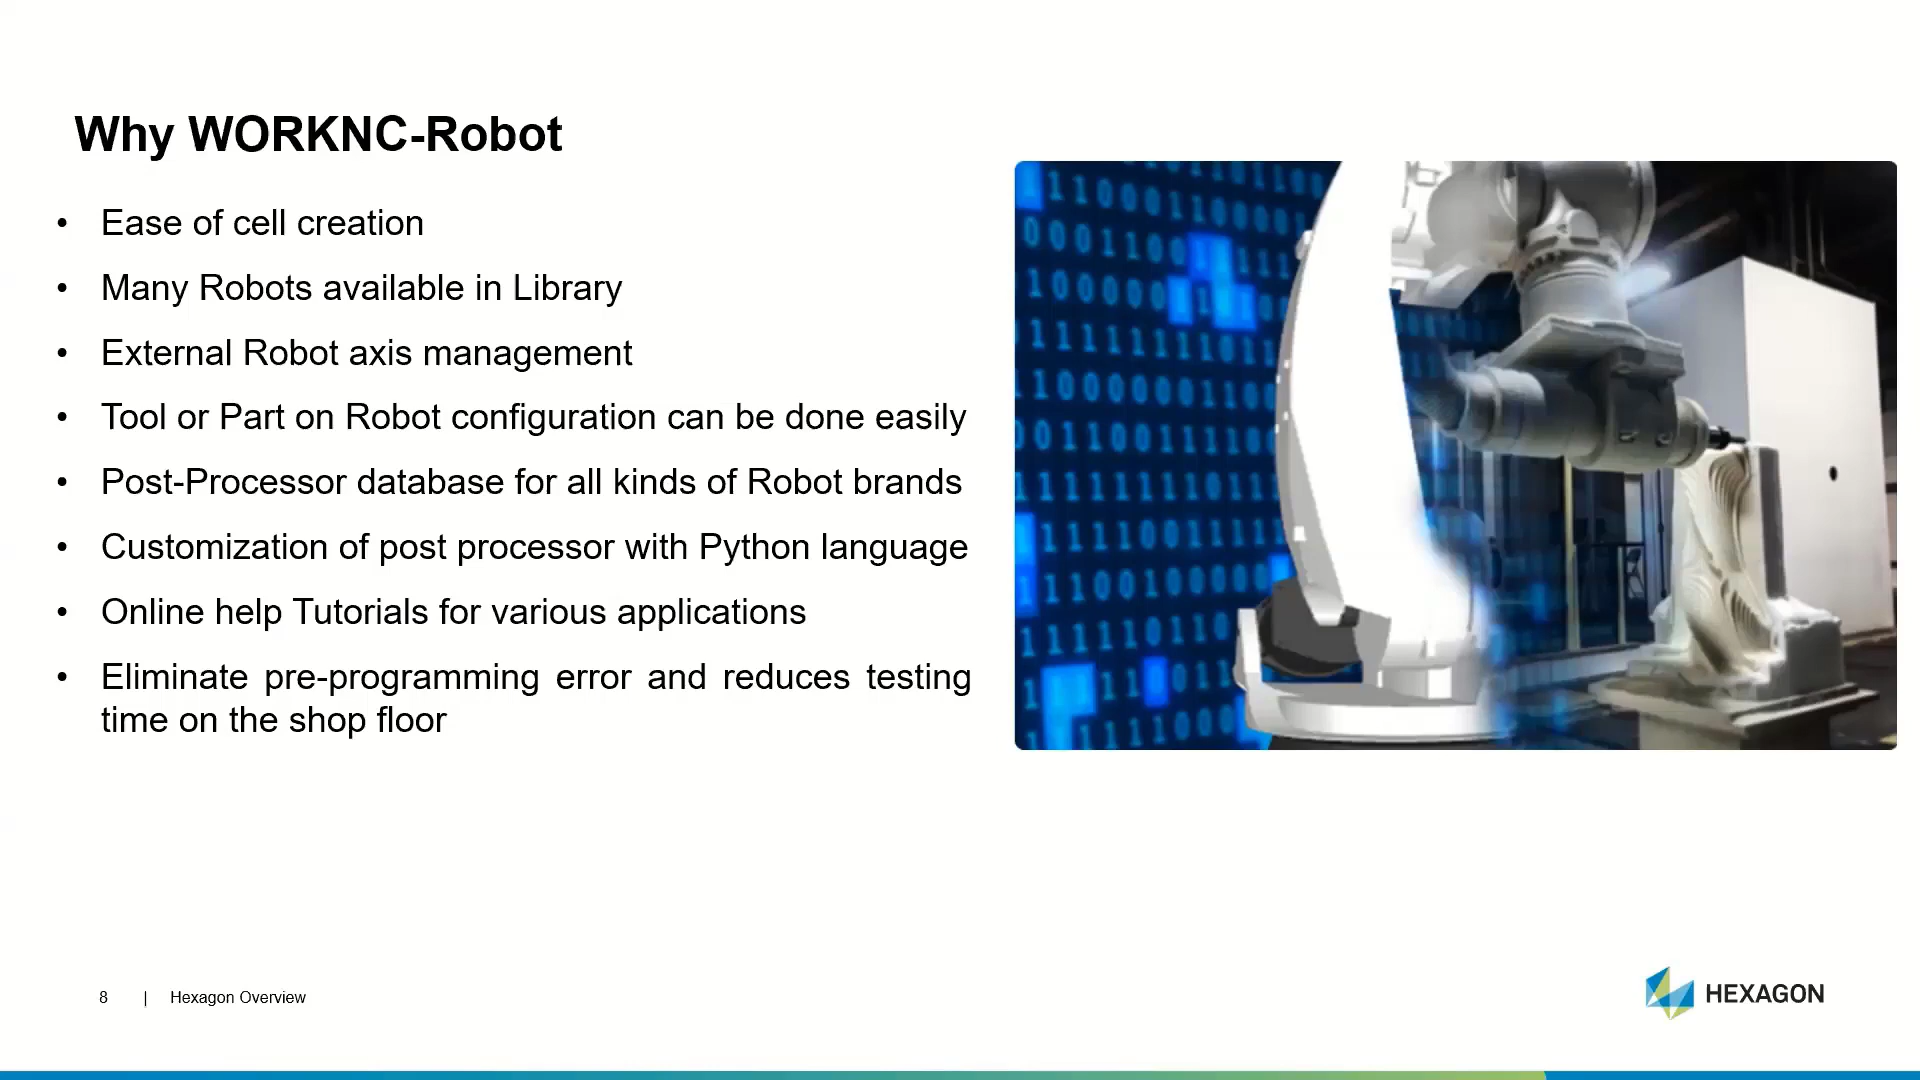 Why WORKNC-Robot
• Ease of cell creation
• Many Robots available in Library
• External Robot axis management
• Tool or Part on Robot configuration can be done easily
• Post-Processor database for all kinds of Robot brands
• Customization of post processor with Python language
• Online help Tutorials for various applications
• Eliminate pre-programming error and reduces testing
time on the shop floor
8 | Hexagon Overview
HEXAGON